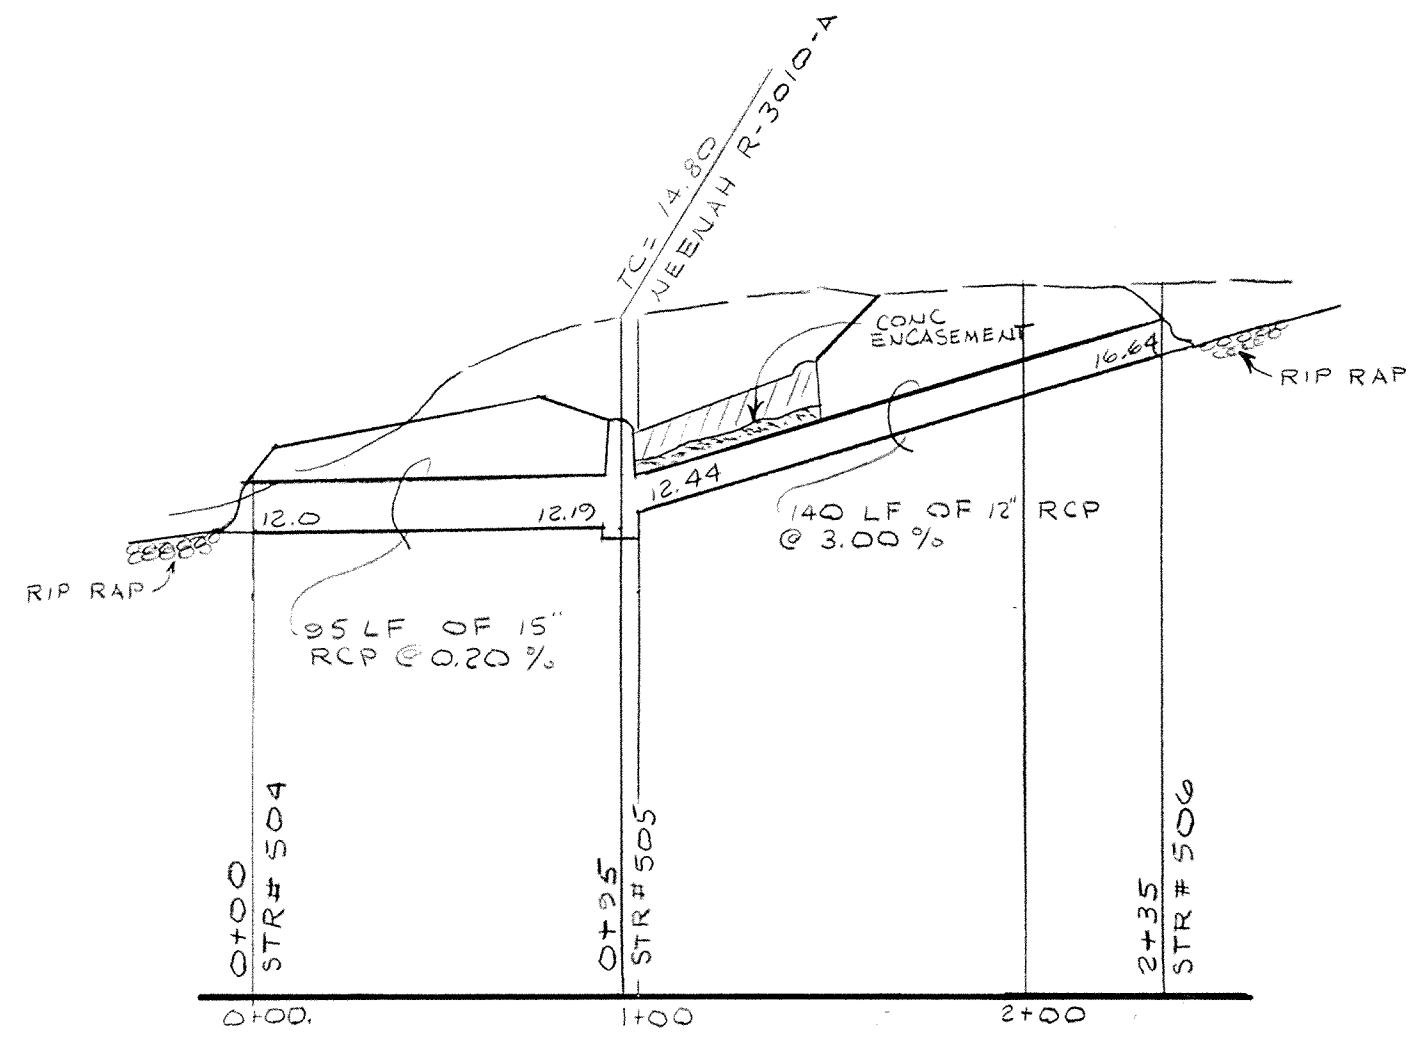 TC= 14.80
NEENAH R-3010-A
CONC
ENCASEMENT
16.64
RIP RAP
12.44
12.0
12.19
140 LF OF 12" RCP
@ 3.00 %
RIP RAP
95 LF OF 15"
RCP @ 0.20 %
0+00
STR# 504
0+95
STR# 505
2+35
STR# 506
0+00.
1+00
2+00